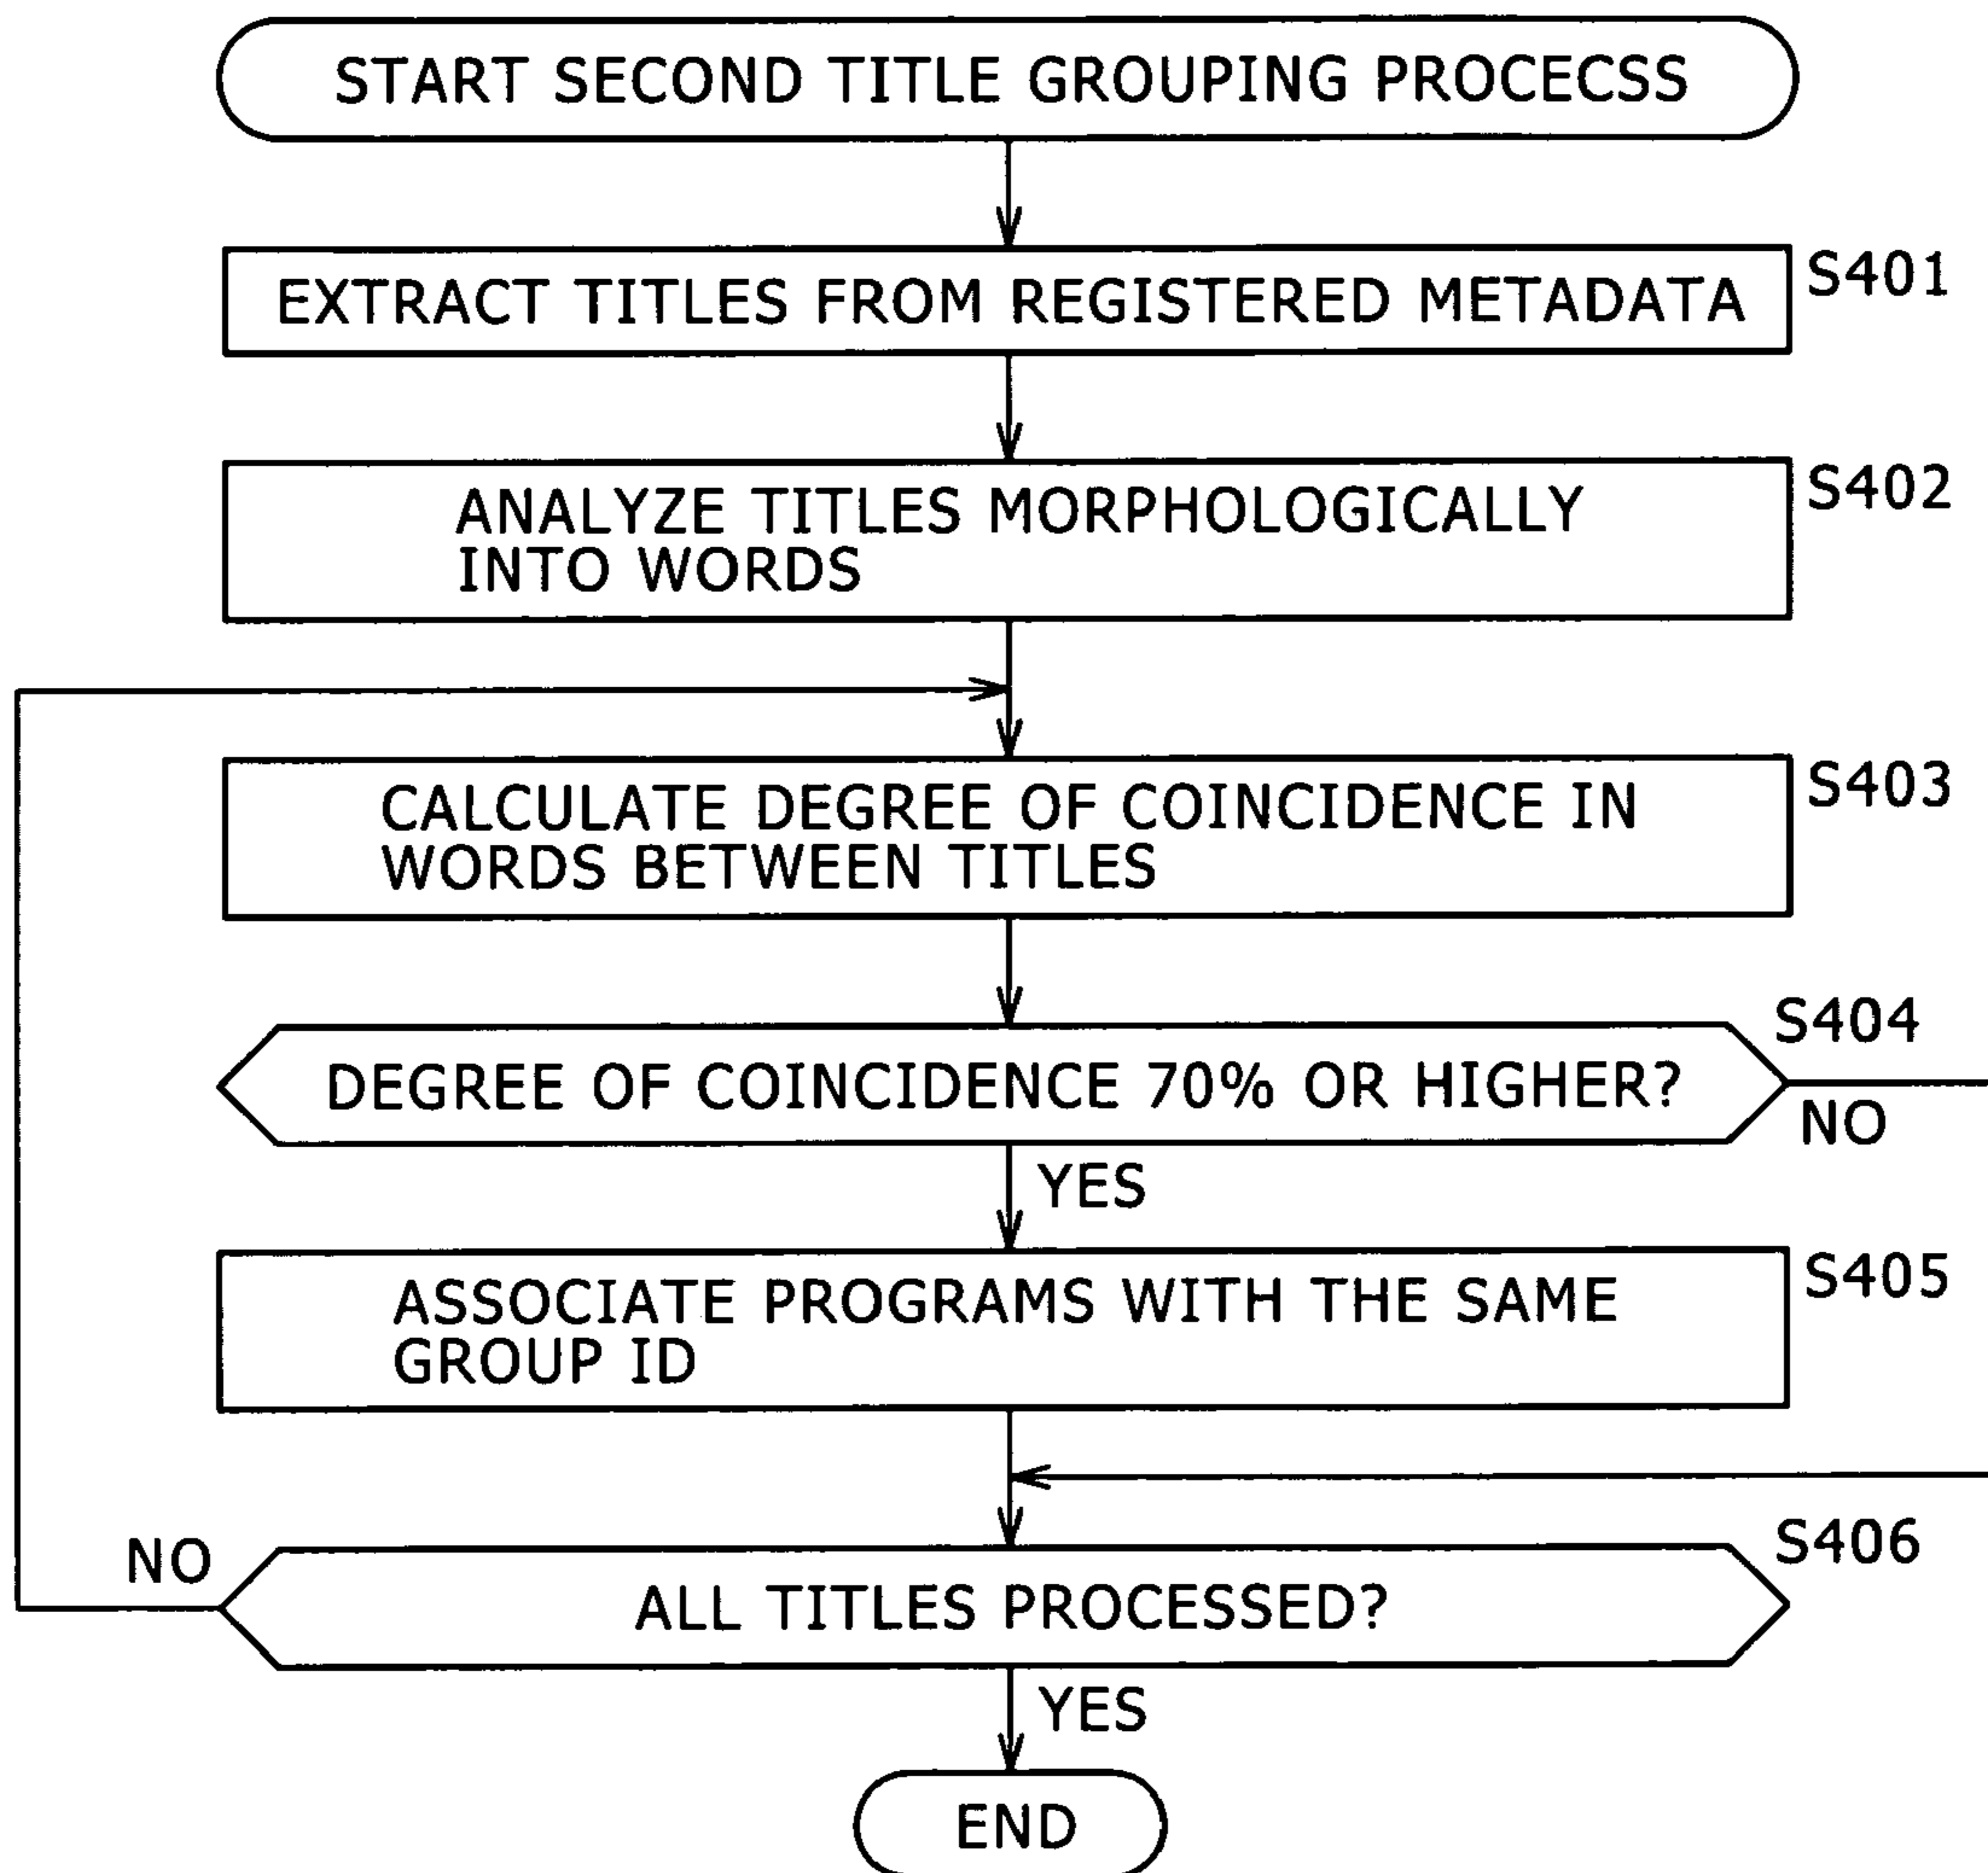 START SECOND TITLE GROUPING PROCECSS
EXTRACT TITLES FROM REGISTERED METADATA
S401
ANALYZE TITLES MORPHOLOGICALLY
INTO WORDS
S402
CALCULATE DEGREE OF COINCIDENCE IN
WORDS BETWEEN TITLES
S403
DEGREE OF COINCIDENCE 70% OR HIGHER?
S404
NO
YES
ASSOCIATE PROGRAMS WITH THE SAME
GROUP ID
S405
ALL TITLES PROCESSED?
S406
NO
YES
END